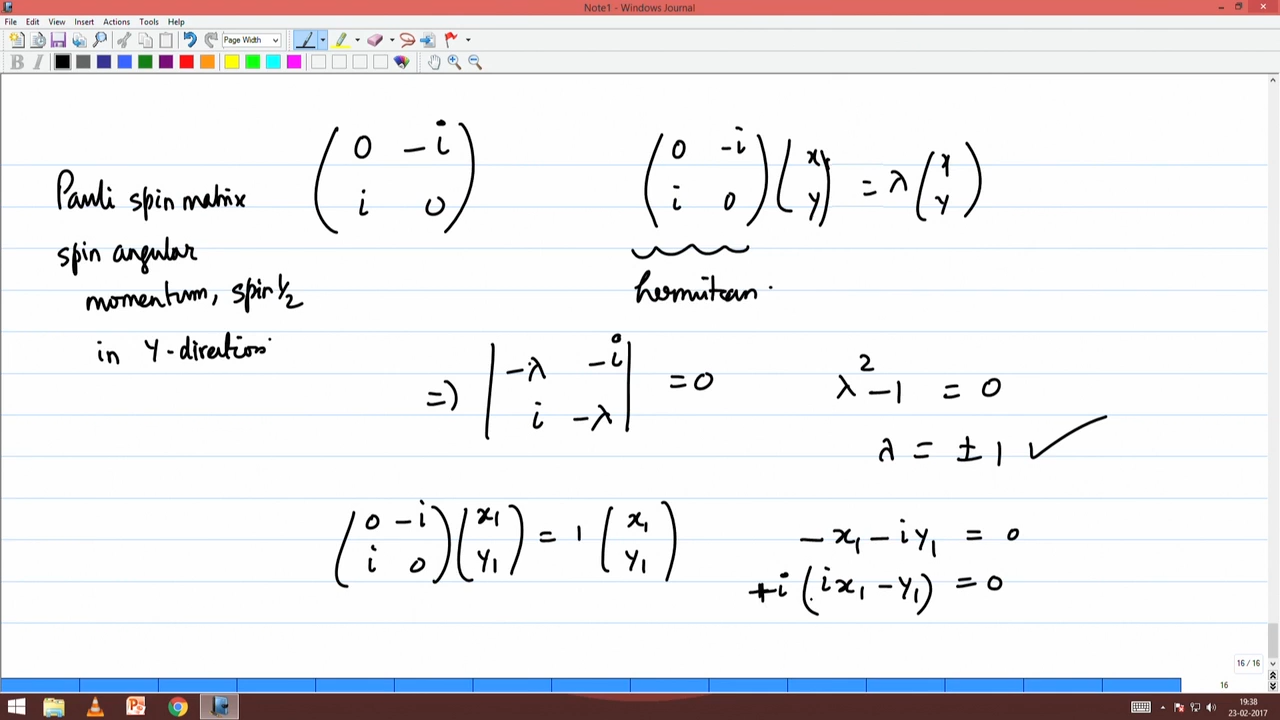 Note1 - Windows Journal
File Edit View Insert Actions Tools Help
Page Width
B I
Pauli spin matrix
spin angular
momentum, spin 1/2
in Y-direction
( 0 -i )
( i 0 )
( 0 -i ) ( x ) = λ ( x )
( i 0 ) ( y ) ( y )
hermitean.
=> | -λ -i | = 0
| i -λ |
λ² - 1 = 0
λ = ± 1 ✓
( 0 -i ) ( x₁ ) = 1 ( x₁ )
( i 0 ) ( y₁ ) ( y₁ )
-x₁ - iy₁ = 0
+i (ix₁ - y₁) = 0
16 / 16
16
19:38
23-02-2017